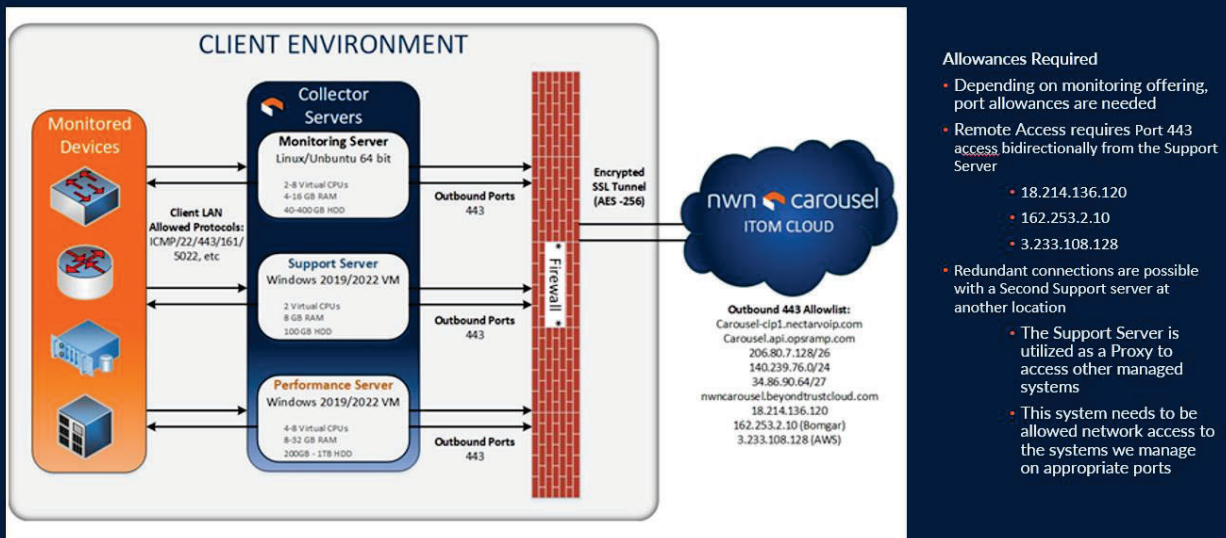 CLIENT ENVIRONMENT
Monitored
Devices
Client LAN
Allowed Protocols:
ICMP/22/443/161/
5022, etc
Collector
Servers
Monitoring Server
Linux/Unbuntu 64 bit
2-8 Virtual CPUs
4-16 GB RAM
40-400GB HDD
Support Server
Windows 2019/2022 VM
2 Virtual CPUs
8 GB RAM
100GB HDD
Performance Server
Windows 2019/2022 VM
4-8 Virtual CPUs
8-32 GB RAM
200GB - 1TB HDD
Outbound Ports
443
Outbound Ports
443
Outbound Ports
443
Firewall
Encrypted
SSL Tunnel
(AES -256)
nwn carousel
ITOM CLOUD
Outbound 443 Allowlist:
Carousel-cip1.nectarvoip.com
Carousel.api.opsramp.com
206.80.7.128/26
140.239.76.0/24
34.86.90.64/27
nwncarousel.beyondtrustcloud.com
18.214.136.120
162.253.2.10 (Bomgar)
3.233.108.128 (AWS)
Allowances Required
• Depending on monitoring offering,
port allowances are needed
• Remote Access requires Port 443
access bidirectionally from the Support
Server
• 18.214.136.120
• 162.253.2.10
• 3.233.108.128
• Redundant connections are possible
with a Second Support server at
another location
• The Support Server is
utilized as a Proxy to
access other managed
systems
• This system needs to be
allowed network access to
the systems we manage
on appropriate ports